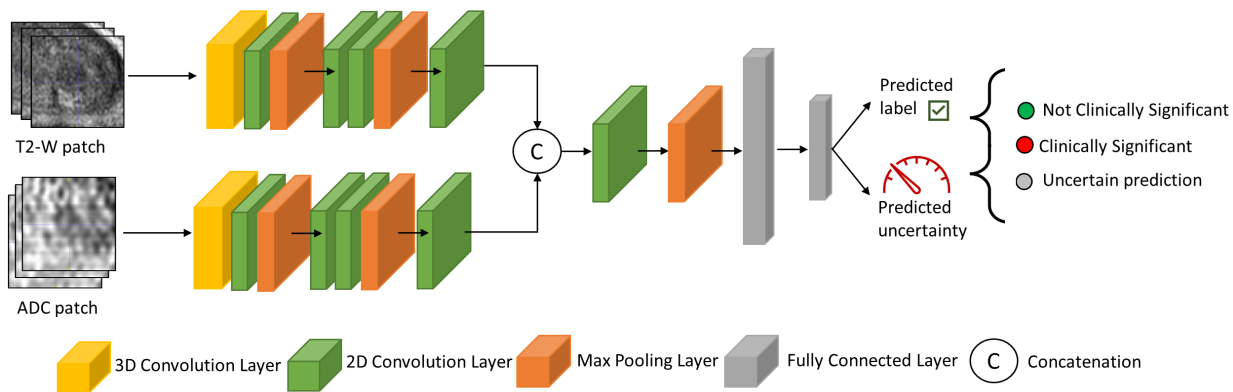 T2-W patch
ADC patch
C
Predicted
label
Predicted
uncertainty
Not Clinically Significant
Clinically Significant
Uncertain prediction
3D Convolution Layer
2D Convolution Layer
Max Pooling Layer
Fully Connected Layer
C
Concatenation